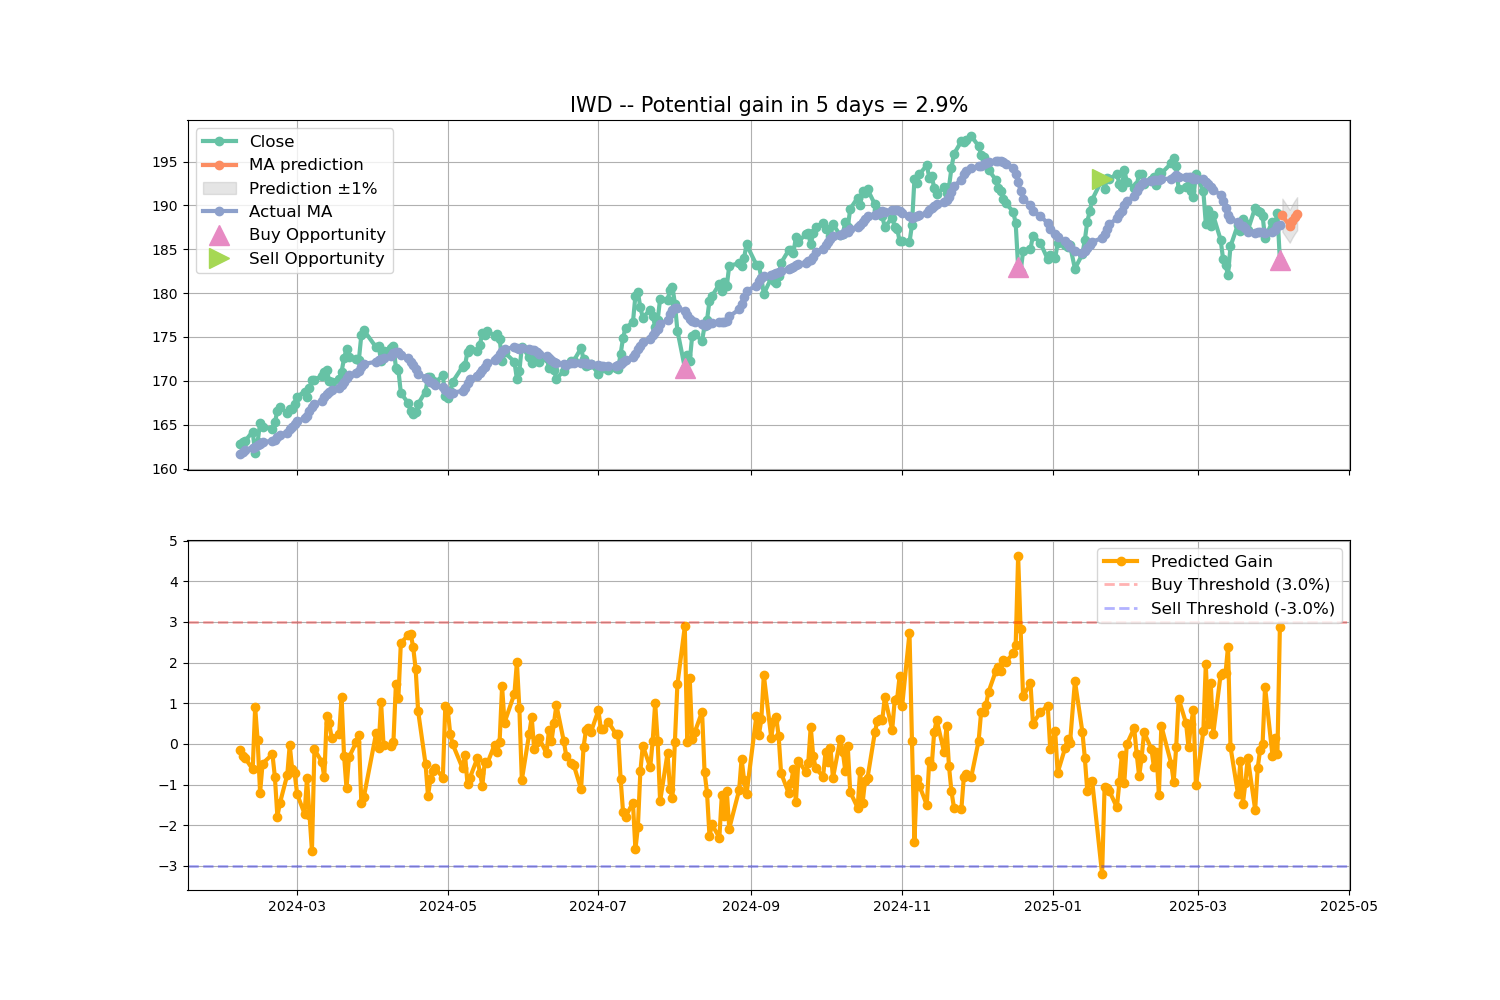 IWD -- Potential gain in 5 days = 2.9%
Close
MA prediction
Prediction ±1%
Actual MA
Buy Opportunity
Sell Opportunity
195
190
185
180
175
170
165
160
5
4
3
2
1
0
−1
−2
−3
Predicted Gain
Buy Threshold (3.0%)
Sell Threshold (-3.0%)
2024-03 2024-05 2024-07 2024-09 2024-11 2025-01 2025-03 2025-05